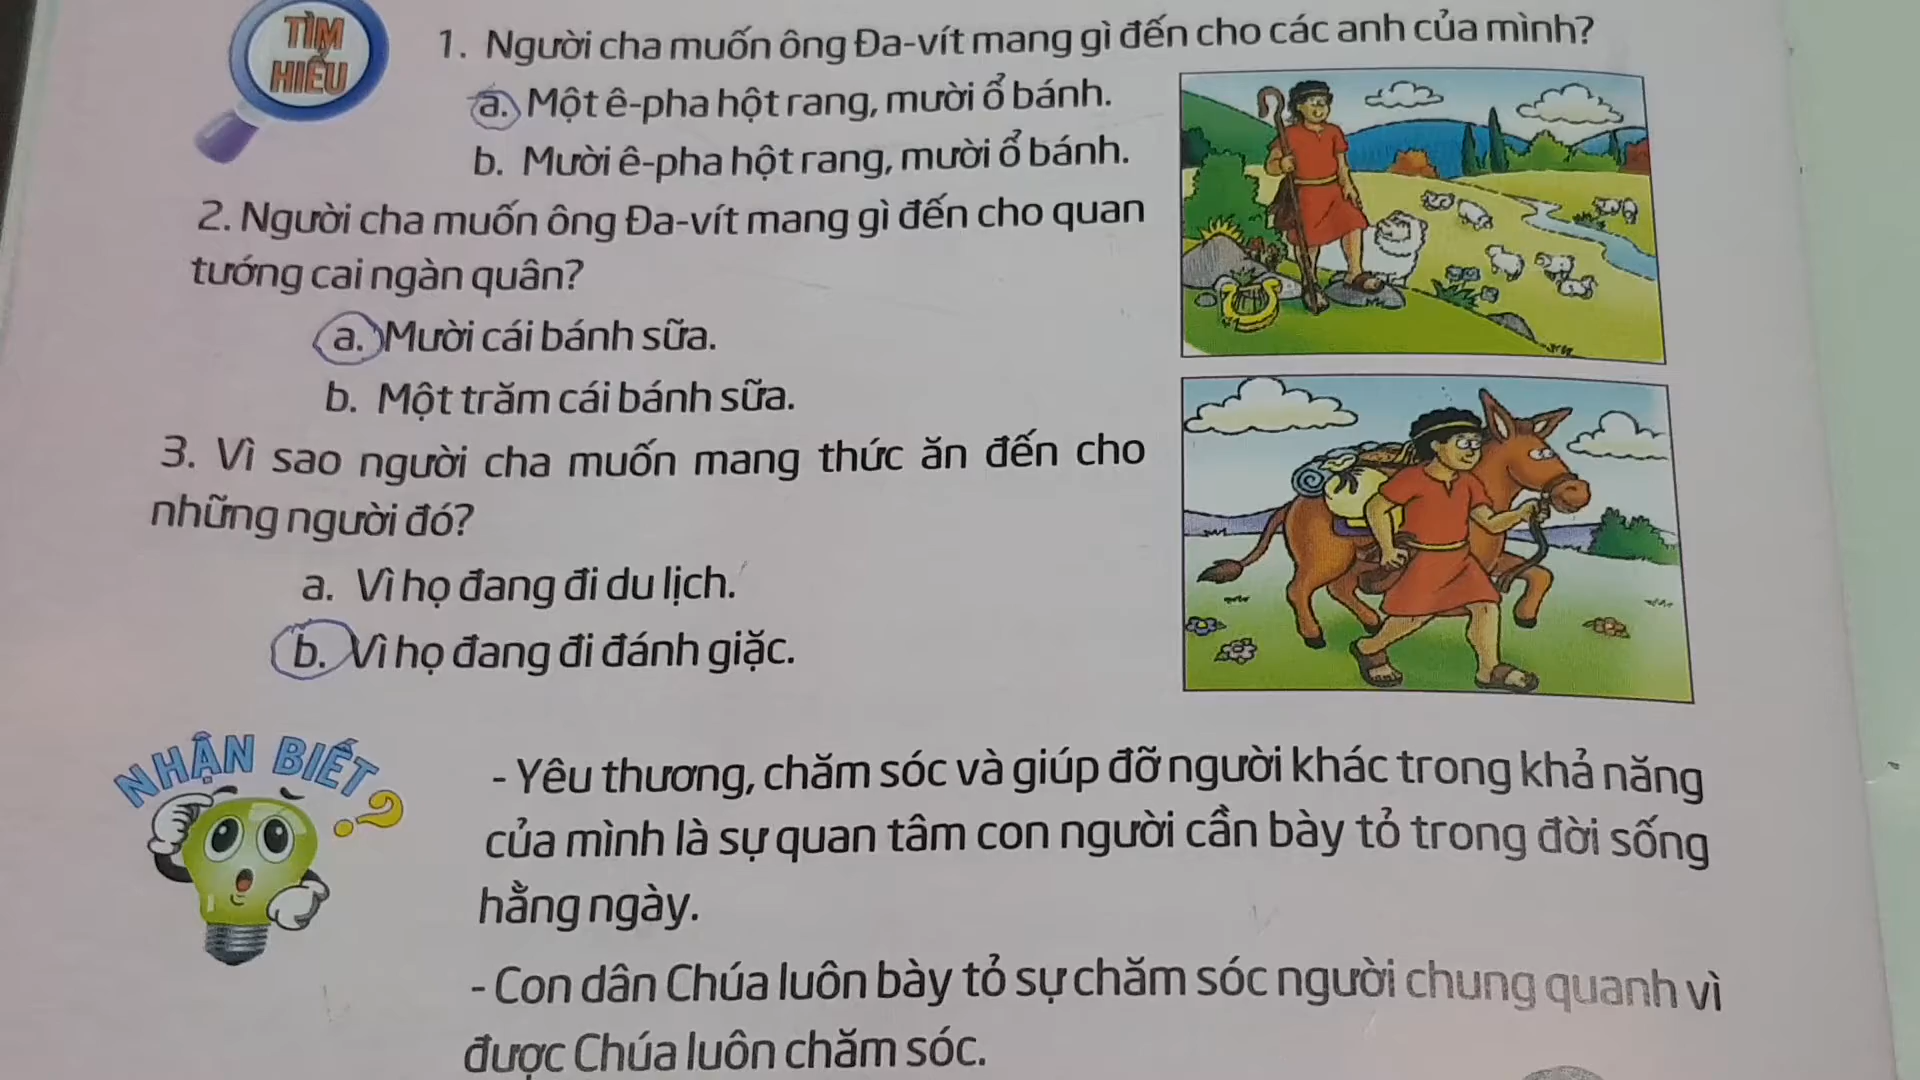 TÌM
HIỂU
1. Người cha muốn ông Đa-vít mang gì đến cho các anh của mình?
a. Một ê-pha hột rang, mười ổ bánh.
b. Mười ê-pha hột rang, mười ổ bánh.
2. Người cha muốn ông Đa-vít mang gì đến cho quan
tướng cai ngàn quân?
a. Mười cái bánh sữa.
b. Một trăm cái bánh sữa.
3. Vì sao người cha muốn mang thức ăn đến cho
những người đó?
a. Vì họ đang đi du lịch.
b. Vì họ đang đi đánh giặc.
NHẬN BIẾT?
- Yêu thương, chăm sóc và giúp đỡ người khác trong khả năng
của mình là sự quan tâm con người cần bày tỏ trong đời sống
hằng ngày.
- Con dân Chúa luôn bày tỏ sự chăm sóc người chung quanh vì
được Chúa luôn chăm sóc.